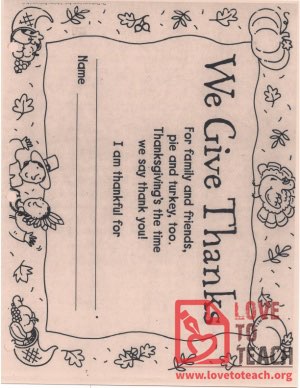 We Give Thanks
For family and friends,
pie and turkey, too.
Thanksgiving's the time
we say thank you!
I am thankful for
Name
LOVE
TO
TEACH
www.lovetoteach.org